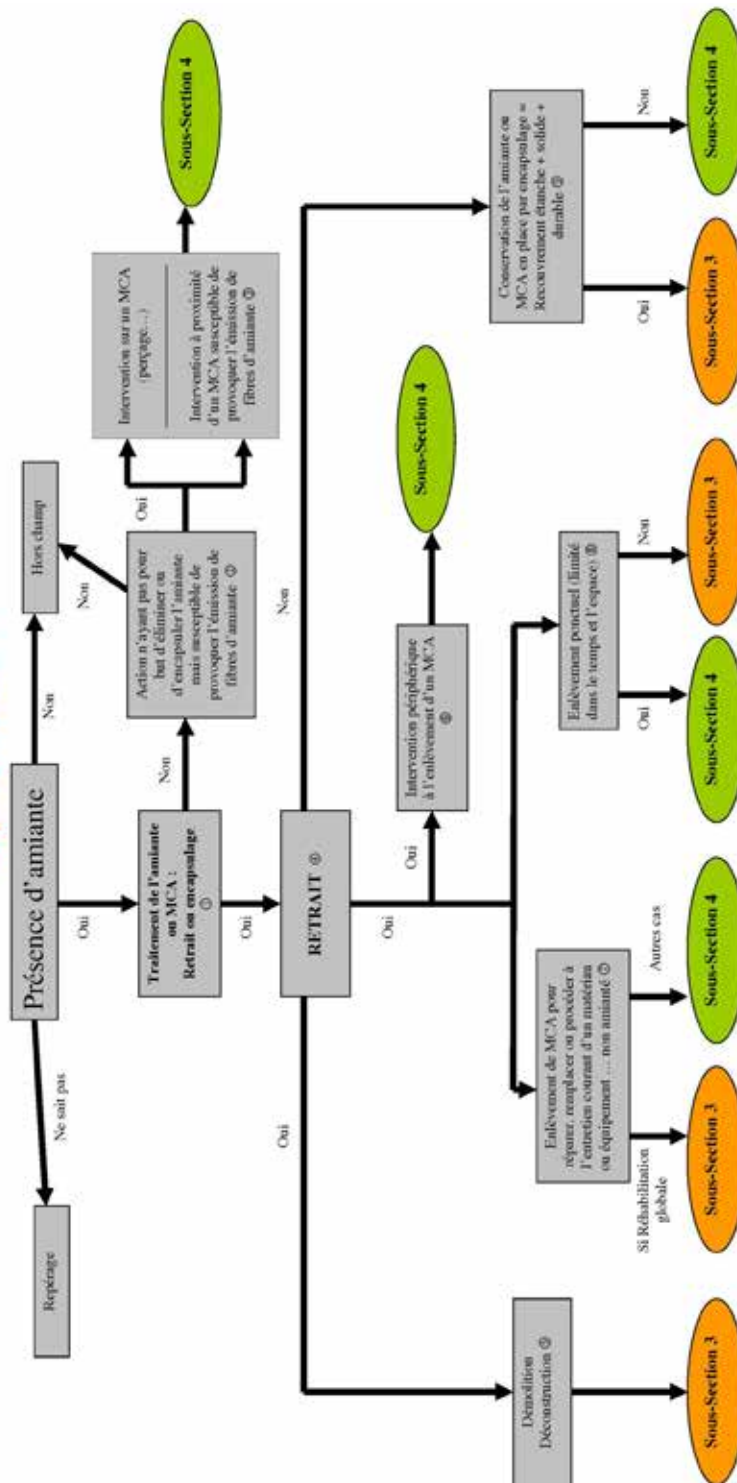 Présence d'amiante
Ne sait pas
Repérage
Non
Hors champ
Oui
Traitement de l'amiante
ou MCA :
Retrait ou encapsulage
①
Non
Action n'ayant pas pour
but d'éliminer ou
d'encapsuler l'amiante
mais susceptible de
provoquer l'émission de
fibres d'amiante ②
Non
Oui
Intervention sur un MCA
(perçage…)
Intervention à proximité
d'un MCA susceptible de
provoquer l'émission de
fibres d'amiante ③
Sous-Section 4
Oui
RETRAIT ④
Oui
Démolition
Déconstruction
Sous-Section 3
Oui
Oui
Intervention périphérique
à l'enlèvement d'un MCA
⑥
Sous-Section 4
Enlèvement de MCA pour
réparer, remplacer ou procéder à
l'entretien courant d'un matériau
ou équipement … non amianté
Si Réhabilitation
globale
Sous-Section 3
Autres cas
Sous-Section 4
Enlèvement ponctuel (limité
dans le temps et l'espace)
Oui
Sous-Section 4
Non
Sous-Section 3
Non
Conservation de l'amiante ou
MCA en place par encapsulage =
Recouvrement étanche + solide +
durable
Oui
Sous-Section 3
Non
Sous-Section 4